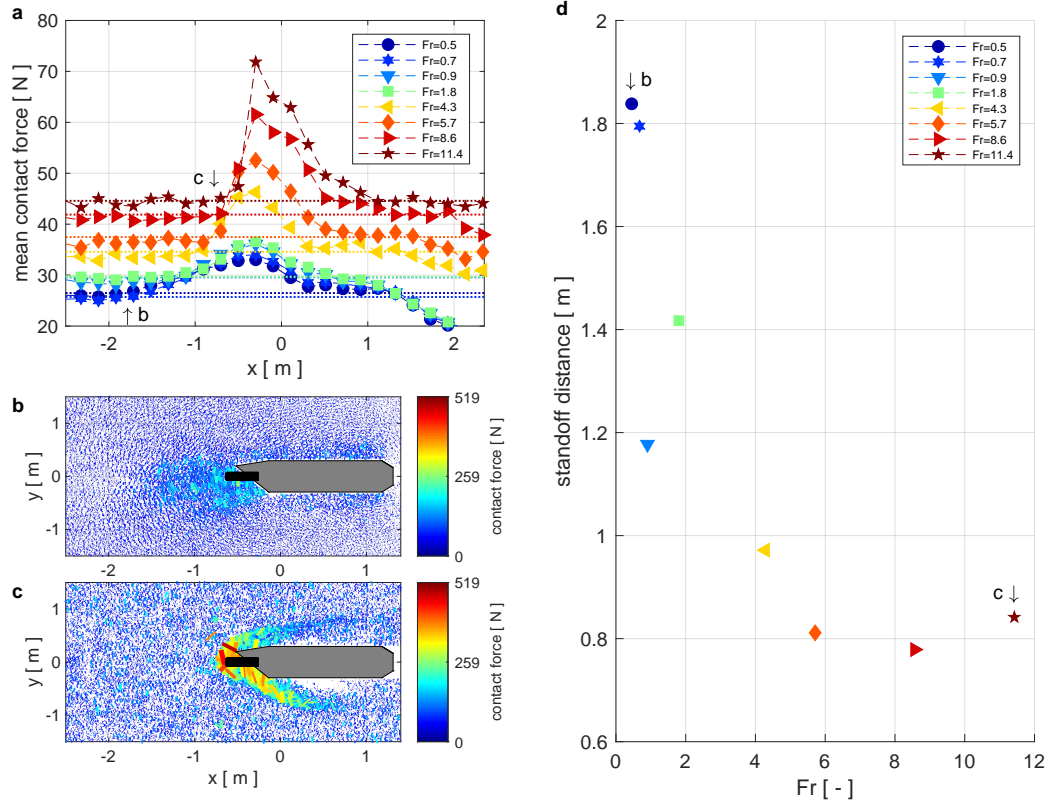 a
mean contact force [ N ]
80
70
60
50
40
30
20
-2
-1
0
1
2
x [ m ]
Fr=0.5
Fr=0.7
Fr=0.9
Fr=1.8
Fr=4.3
Fr=5.7
Fr=8.6
Fr=11.4
c ↓
↑ b
b
y [ m ]
1
0
-1
-2
-1
0
1
519
259
0
contact force [ N ]
c
y [ m ]
1
0
-1
-2
-1
0
1
x [ m ]
519
259
0
contact force [ N ]
d
standoff distance [ m ]
2
1.8
1.6
1.4
1.2
1
0.8
0.6
0
2
4
6
8
10
12
Fr [ - ]
↓ b
c ↓
Fr=0.5
Fr=0.7
Fr=0.9
Fr=1.8
Fr=4.3
Fr=5.7
Fr=8.6
Fr=11.4